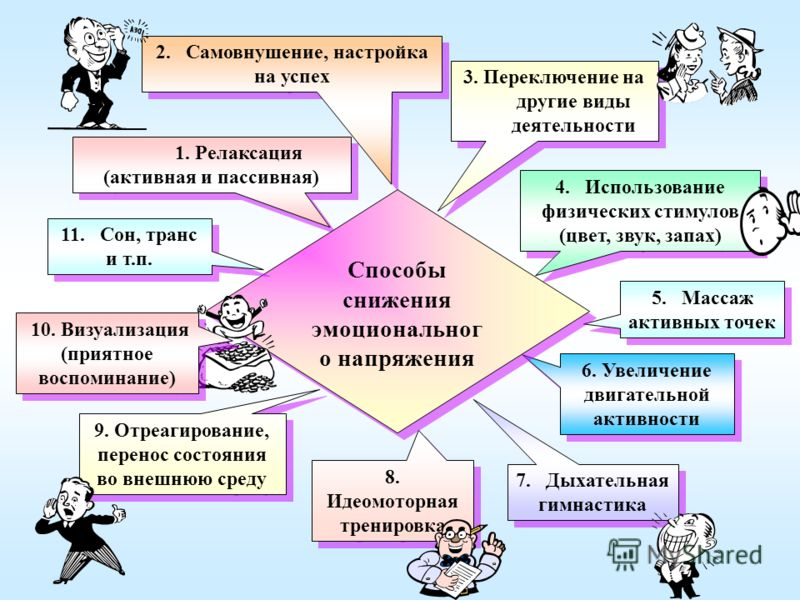 2. Самовнушение, настройка
на успех
3. Переключение на
другие виды
деятельности
1. Релаксация
(активная и пассивная)
4. Использование
физических стимулов
(цвет, звук, запах)
11. Сон, транс
и т.п.
Способы
снижения
эмоциональног
о напряжения
5. Массаж
активных точек
10. Визуализация
(приятное
воспоминание)
6. Увеличение
двигательной
активности
9. Отреагирование,
перенос состояния
во внешнюю среду
8.
Идеомоторная
тренировка
7. Дыхательная
гимнастика
MyShared